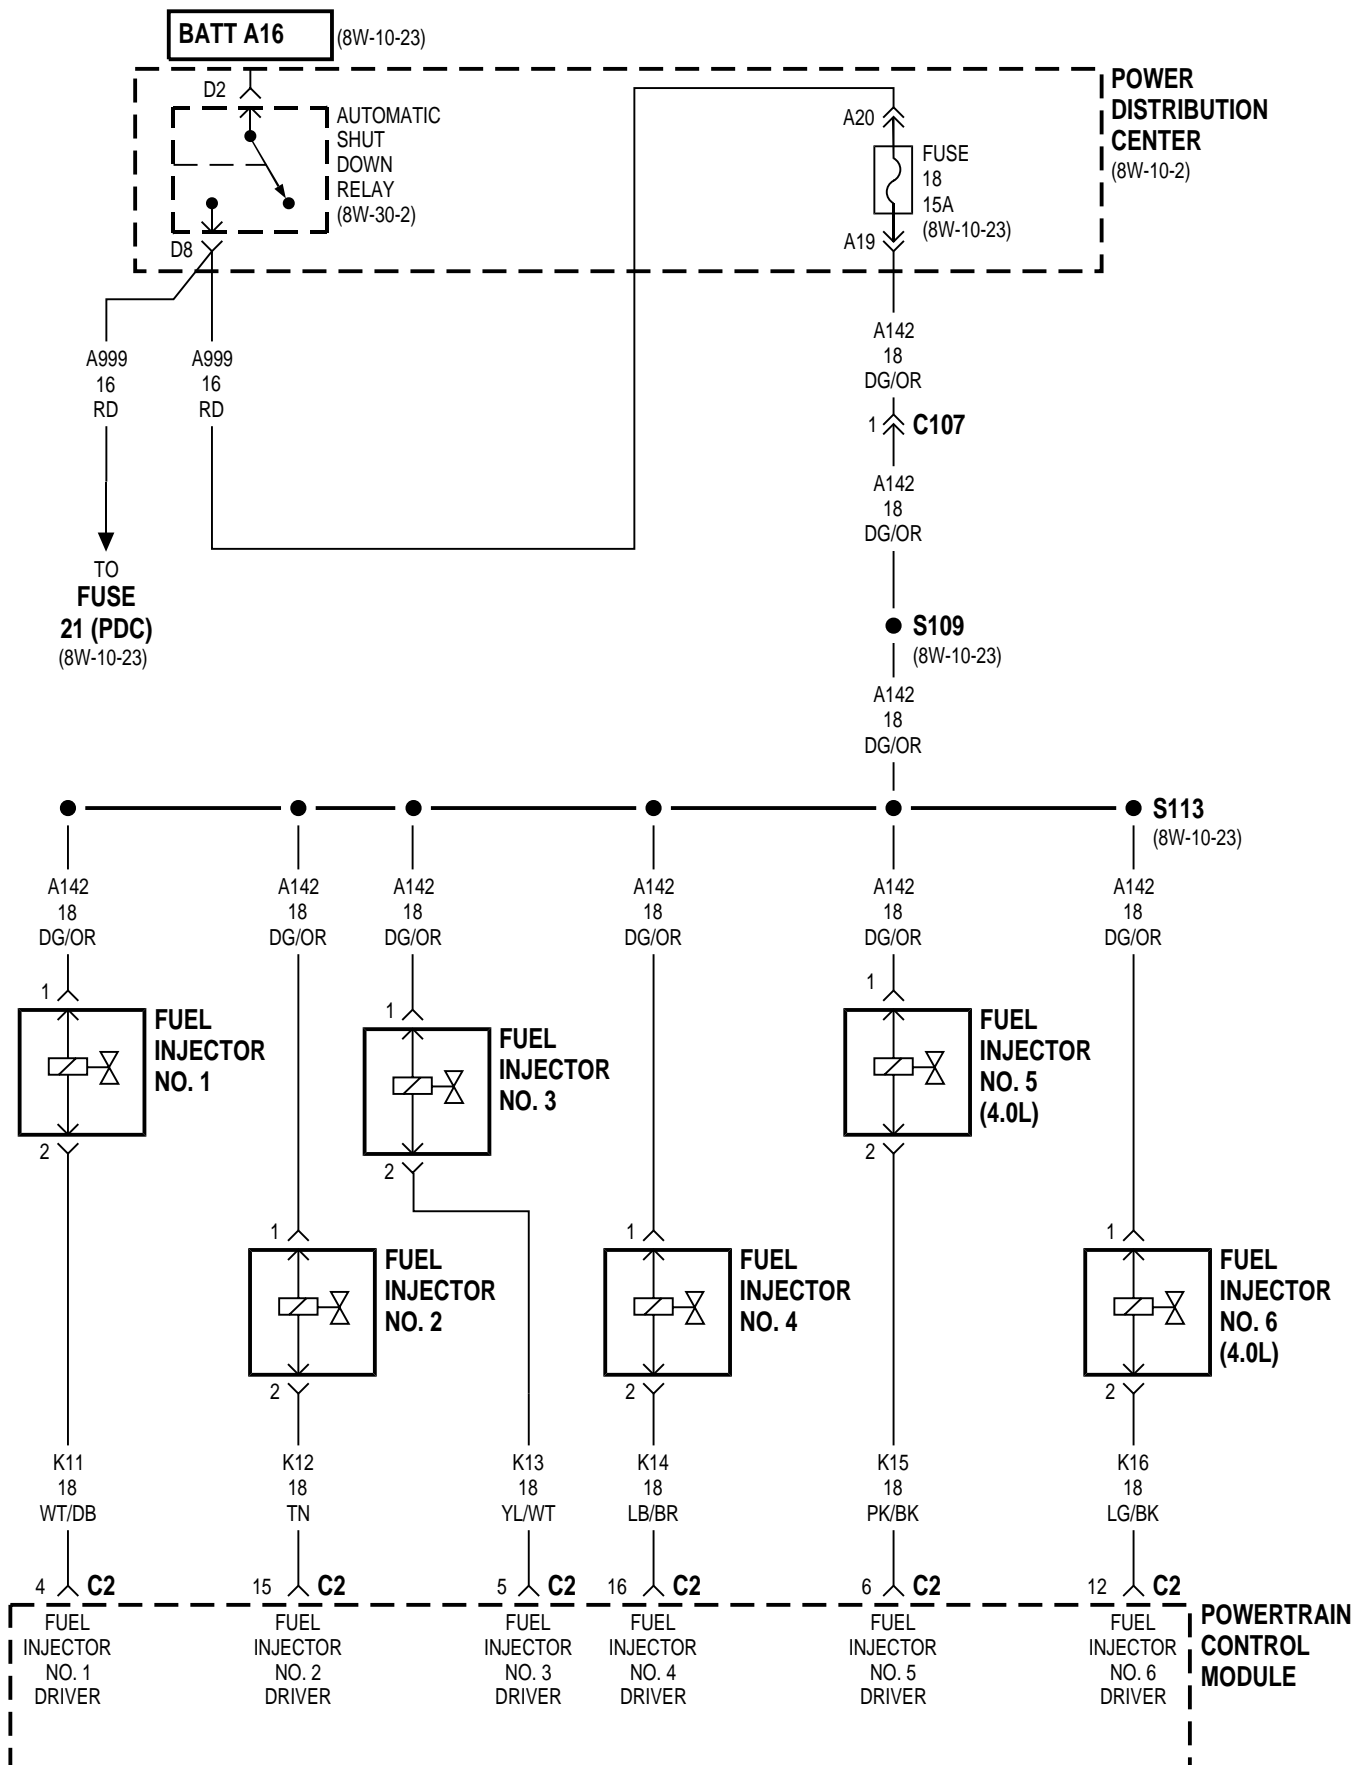 BATT A16
(8W-10-23)
POWER
DISTRIBUTION
CENTER
(8W-10-2)
D2
AUTOMATIC
SHUT
DOWN
RELAY
(8W-30-2)
D8
A20
FUSE
18
15A
(8W-10-23)
A19
A999
16
RD
A999
16
RD
TO
FUSE
21 (PDC)
(8W-10-23)
A142
18
DG/OR
1
C107
A142
18
DG/OR
S109
(8W-10-23)
A142
18
DG/OR
S113
(8W-10-23)
A142
18
DG/OR
A142
18
DG/OR
A142
18
DG/OR
A142
18
DG/OR
A142
18
DG/OR
A142
18
DG/OR
1
FUEL
INJECTOR
NO. 1
2
1
FUEL
INJECTOR
NO. 3
2
1
FUEL
INJECTOR
NO. 5
(4.0L)
2
1
FUEL
INJECTOR
NO. 2
2
1
FUEL
INJECTOR
NO. 4
2
1
FUEL
INJECTOR
NO. 6
(4.0L)
2
K11
18
WT/DB
K12
18
TN
K13
18
YL/WT
K14
18
LB/BR
K15
18
PK/BK
K16
18
LG/BK
4
C2
15
C2
5
C2
16
C2
6
C2
12
C2
FUEL
INJECTOR
NO. 1
DRIVER
FUEL
INJECTOR
NO. 2
DRIVER
FUEL
INJECTOR
NO. 3
DRIVER
FUEL
INJECTOR
NO. 4
DRIVER
FUEL
INJECTOR
NO. 5
DRIVER
FUEL
INJECTOR
NO. 6
DRIVER
POWERTRAIN
CONTROL
MODULE